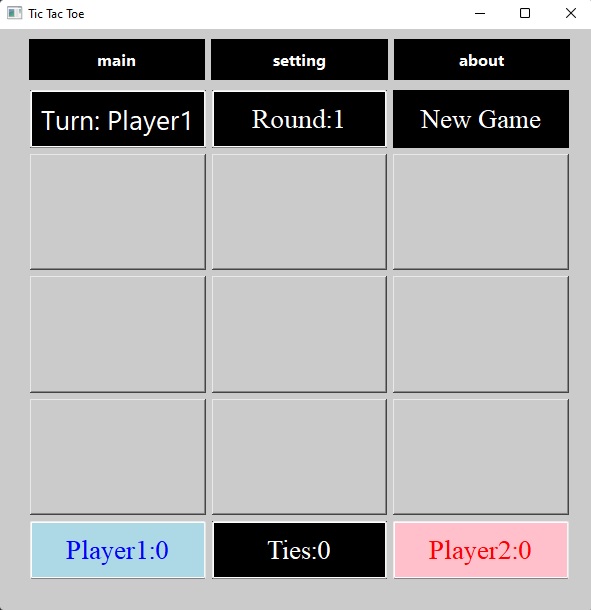 Tic Tac Toe
main
setting
about
Turn: Player1
Round:1
New Game
Player1:0
Ties:0
Player2:0